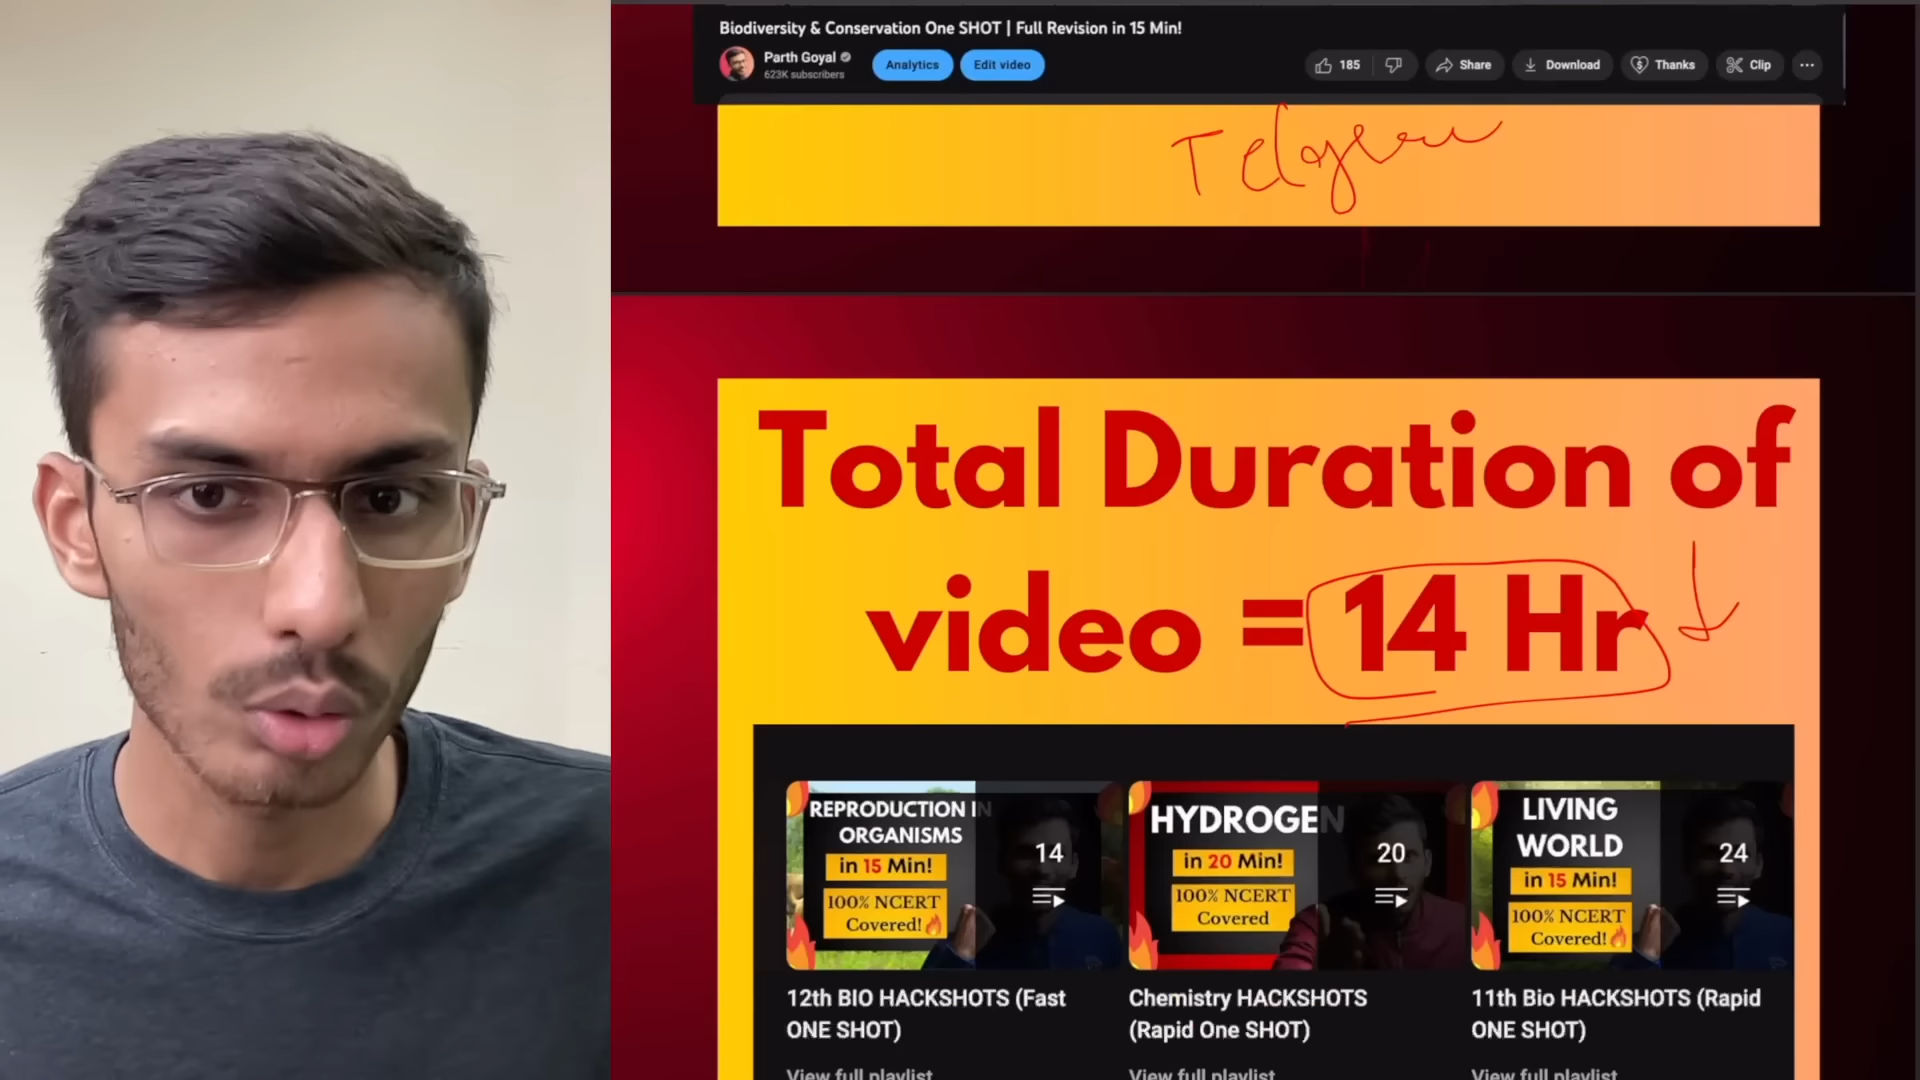 Biodiversity & Conservation One SHOT | Full Revision in 15 Min!
Parth Goyal
623K subscribers
Analytics
Edit video
185
Share
Download
Thanks
Clip
Total Duration of
video = 14 Hr
REPRODUCTION IN
ORGANISMS
in 15 Min!
100% NCERT
Covered!
14
HYDROGEN
in 20 Min!
100% NCERT
Covered
20
LIVING
WORLD
in 15 Min!
100% NCERT
Covered!
24
12th BIO HACKSHOTS (Fast
ONE SHOT)
View full playlist
Chemistry HACKSHOTS
(Rapid One SHOT)
View full playlist
11th Bio HACKSHOTS (Rapid
ONE SHOT)
View full playlist